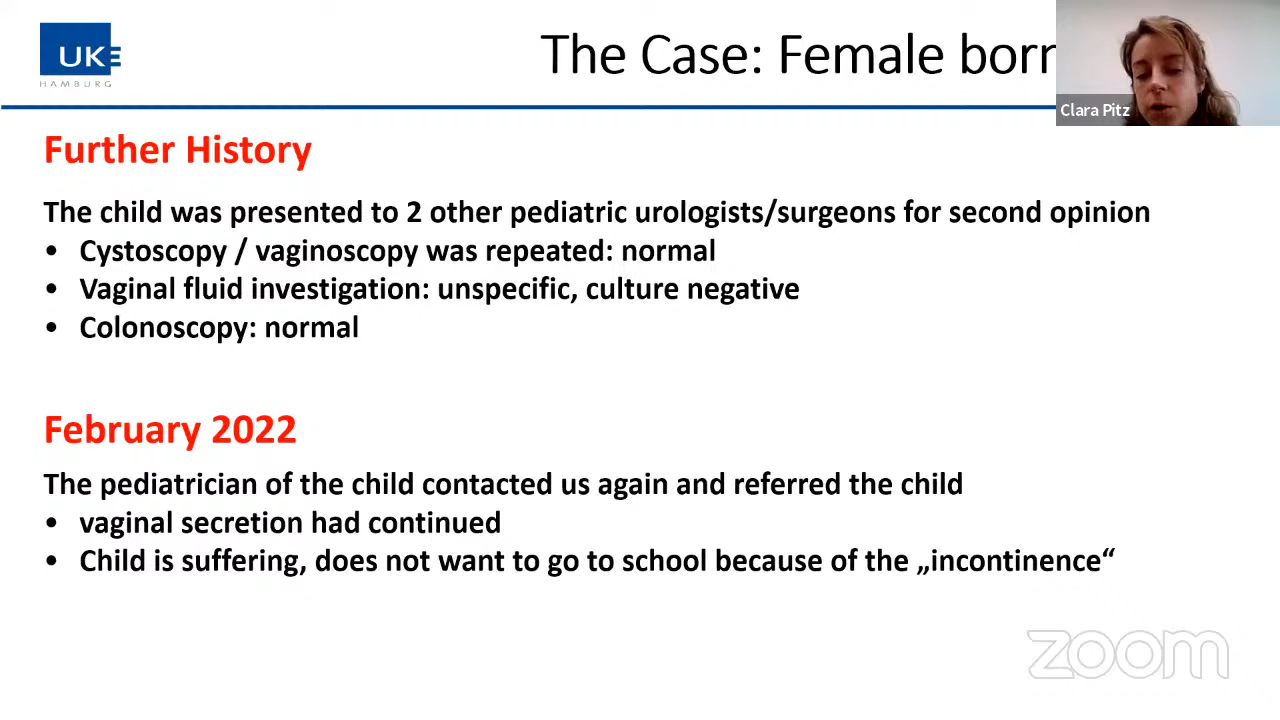 UKE
HAMBURG
The Case: Female born
Clara Pitz
Further History
The child was presented to 2 other pediatric urologists/surgeons for second opinion
• Cystoscopy / vaginoscopy was repeated: normal
• Vaginal fluid investigation: unspecific, culture negative
• Colonoscopy: normal
February 2022
The pediatrician of the child contacted us again and referred the child
• vaginal secretion had continued
• Child is suffering, does not want to go to school because of the „incontinence“
zoom